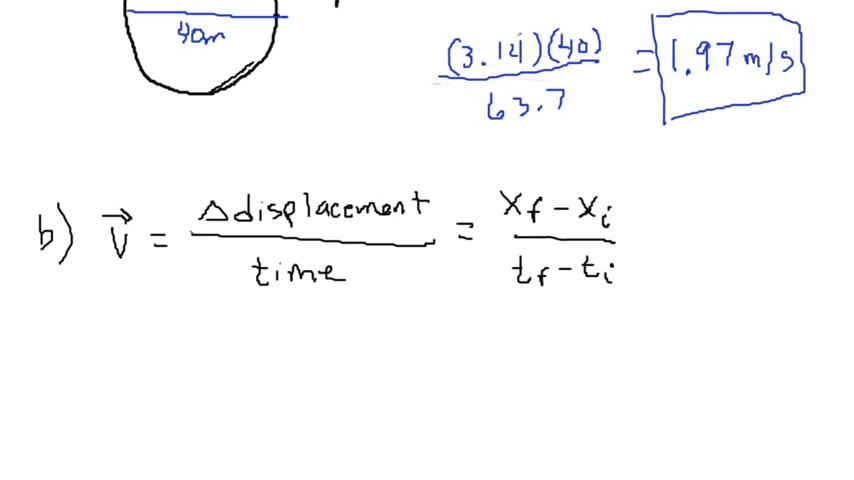 40m
(3.14)(40)
63.7
= 1.97 m/s
b) v⃗ = Δdisplacement / time = xf - xi / tf - ti